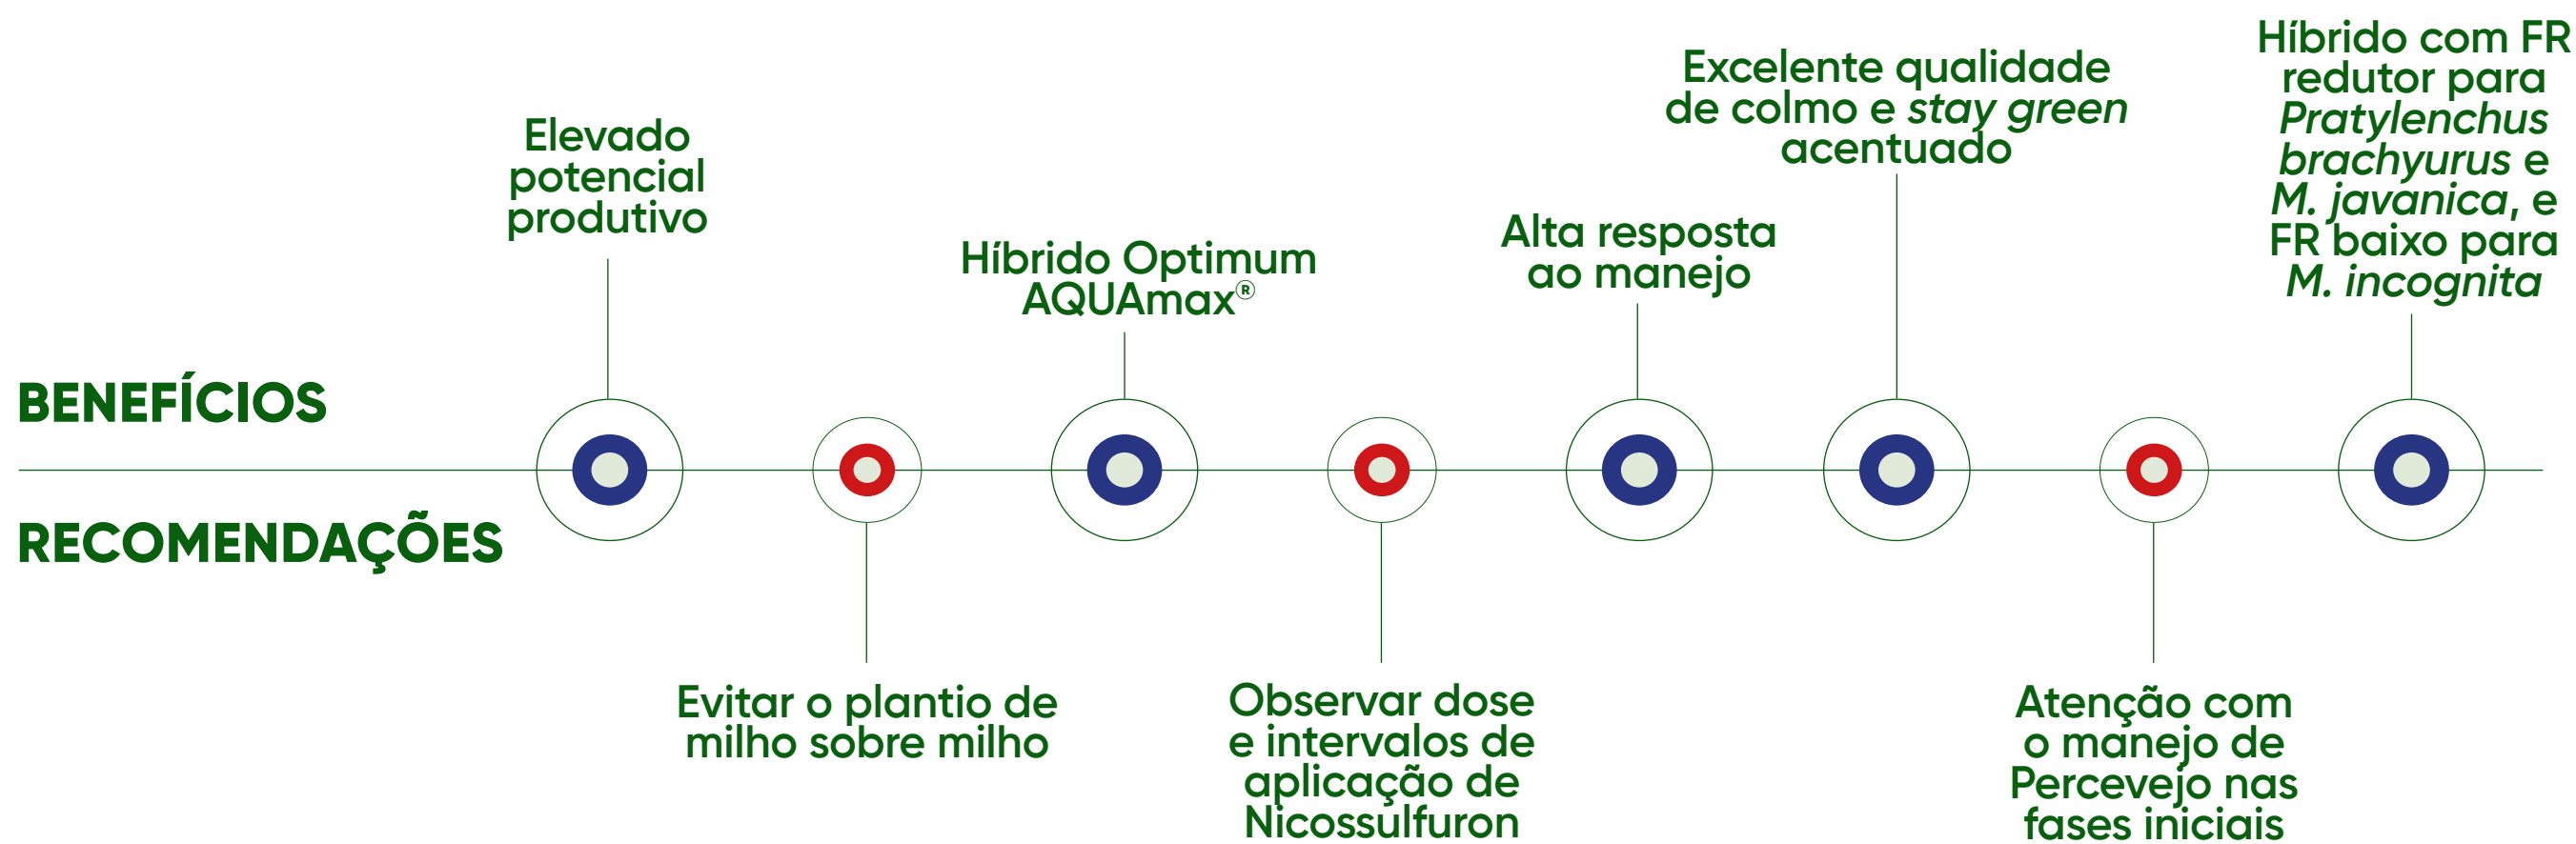 BENEFÍCIOS
Elevado
potencial
produtivo
Híbrido Optimum
AQUAmax®
Alta resposta
ao manejo
Excelente qualidade
de colmo e stay green
acentuado
Híbrido com FR
redutor para
Pratylenchus
brachyurus e
M. javanica, e
FR baixo para
M. incognita
RECOMENDAÇÕES
Evitar o plantio de
milho sobre milho
Observar dose
e intervalos de
aplicação de
Nicossulfuron
Atenção com
o manejo de
Percevejo nas
fases iniciais